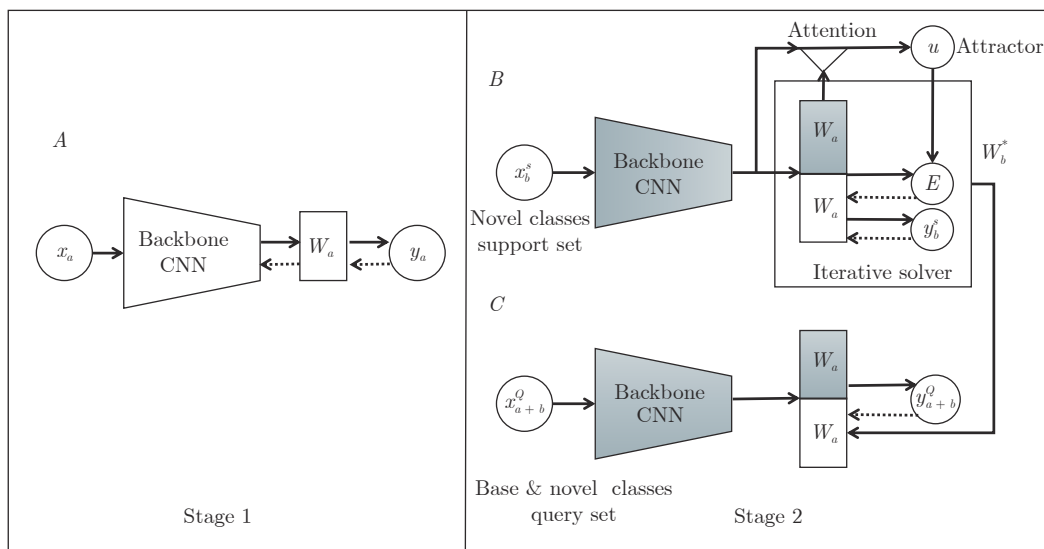 A
x_a
Backbone
CNN
W_a
y_a
Stage 1
B
Attention
u
Attractor
x_b^s
Novel classes
support set
Backbone
CNN
W_a
W_a
E
y_b^s
Iterative solver
W_b^*
C
x_{a+b}^Q
Base & novel classes
query set
Backbone
CNN
W_a
W_a
y_{a+b}^Q
Stage 2